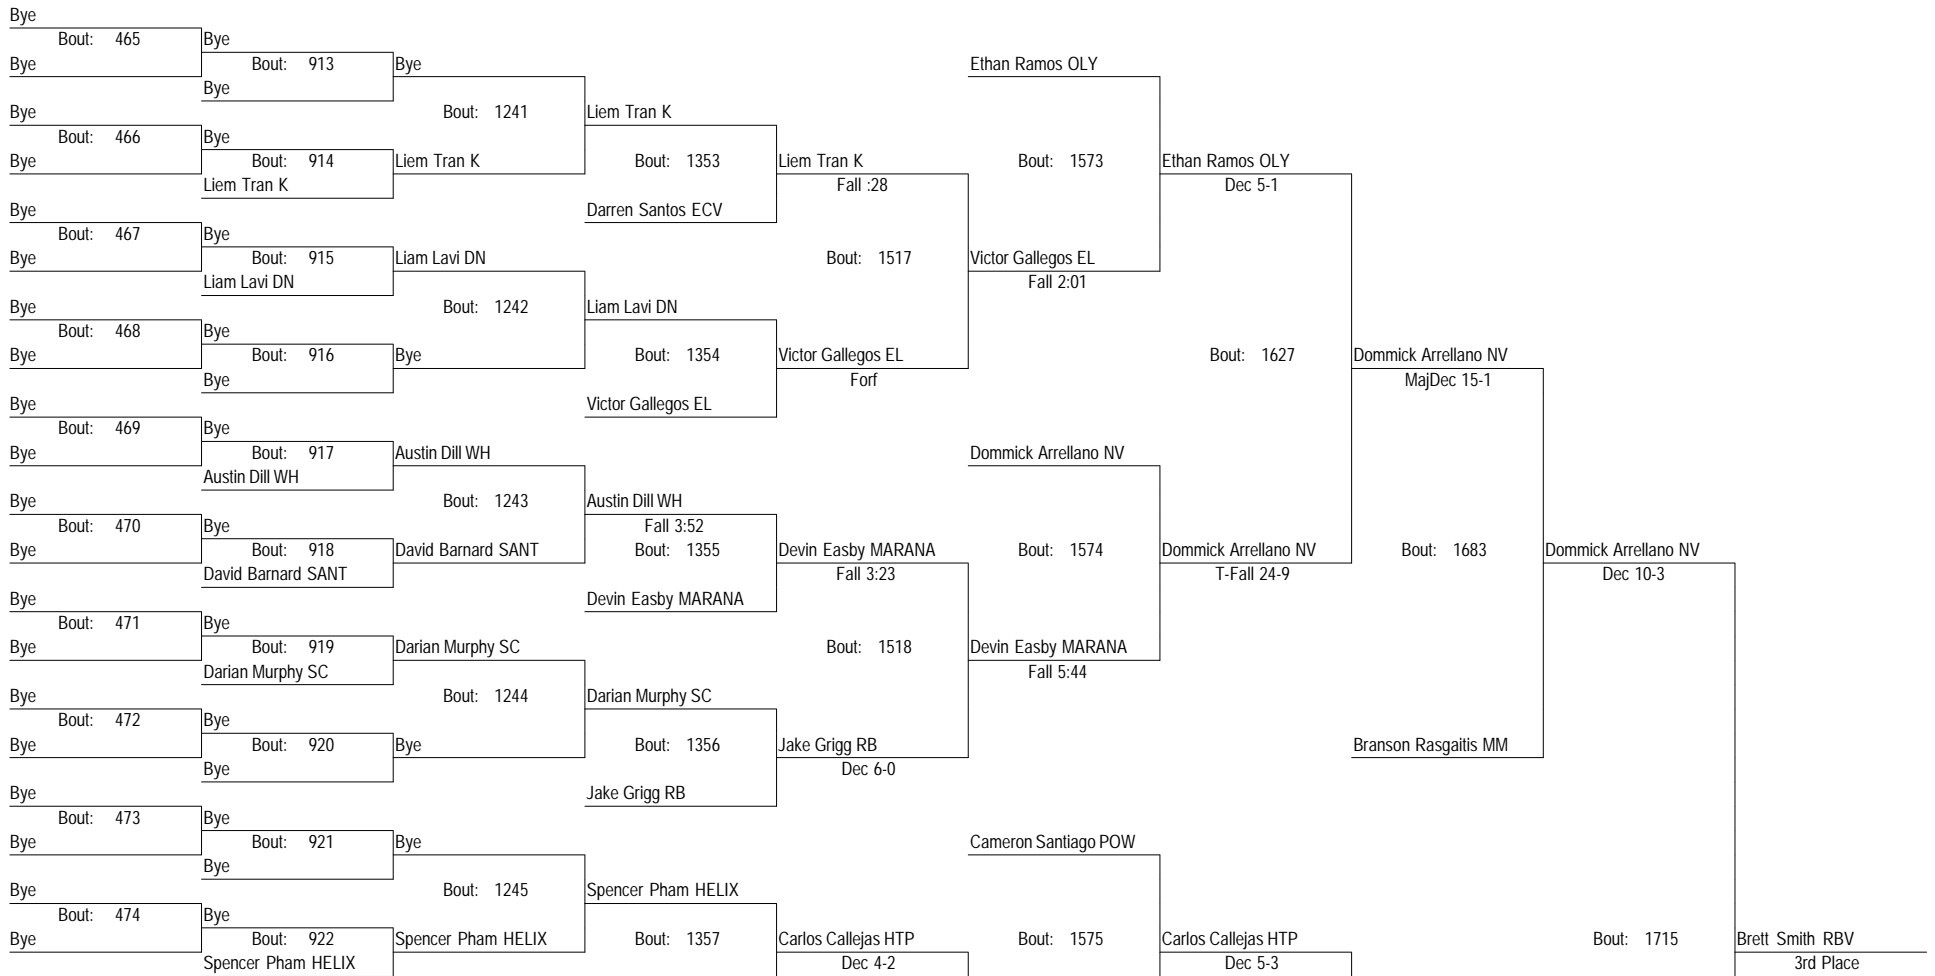 Bye
Bout: 465 Bye
Bye Bout: 913 Bye Ethan Ramos OLY
Bye
Bye Bout: 1241 Liem Tran K
Bout: 466 Bye
Bye Bout: 914 Liem Tran K Bout: 1353 Liem Tran K Bout: 1573 Ethan Ramos OLY
Liem Tran K Fall :28 Dec 5-1
Bye Darren Santos ECV
Bout: 467 Bye
Bye Bout: 915 Liam Lavi DN Bout: 1517 Victor Gallegos EL
Liam Lavi DN Fall 2:01
Bye Bout: 1242 Liam Lavi DN
Bout: 468 Bye
Bye Bout: 916 Bye Bout: 1354 Victor Gallegos EL Bout: 1627 Dommick Arrellano NV
Bye Forf MajDec 15-1
Bye Victor Gallegos EL
Bout: 469 Bye
Bye Bout: 917 Austin Dill WH Dommick Arrellano NV
Austin Dill WH
Bye Bout: 1243 Austin Dill WH
Bout: 470 Bye Fall 3:52
Bye Bout: 918 David Barnard SANT Bout: 1355 Devin Easby MARANA Bout: 1574 Dommick Arrellano NV Bout: 1683 Dommick Arrellano NV
David Barnard SANT Fall 3:23 T-Fall 24-9 Dec 10-3
Bye Devin Easby MARANA
Bout: 471 Bye
Bye Bout: 919 Darian Murphy SC Bout: 1518 Devin Easby MARANA
Darian Murphy SC Fall 5:44
Bye Bout: 1244 Darian Murphy SC
Bout: 472 Bye
Bye Bout: 920 Bye Bout: 1356 Jake Grigg RB Branson Rasgaitis MM
Bye Dec 6-0
Bye Jake Grigg RB
Bout: 473 Bye
Bye Bout: 921 Bye Cameron Santiago POW
Bye
Bye Bout: 1245 Spencer Pham HELIX
Bout: 474 Bye
Bye Bout: 922 Spencer Pham HELIX Bout: 1357 Carlos Callejas HTP Bout: 1575 Carlos Callejas HTP Bout: 1715 Brett Smith RBV
Spencer Pham HELIX Dec 4-2 Dec 5-3 3rd Place